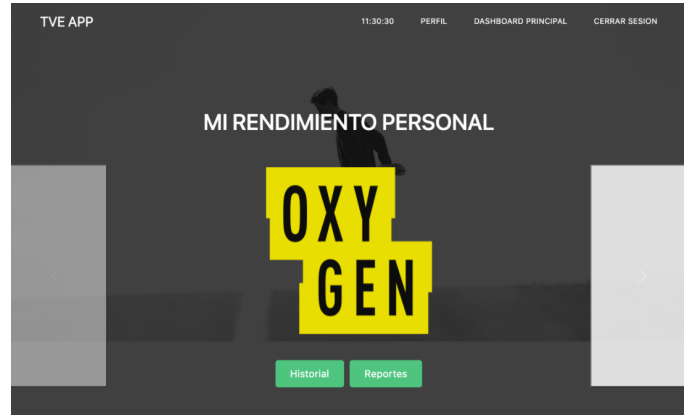 TVE APP
11:30:30 PERFIL DASHBOARD PRINCIPAL CERRAR SESION
MI RENDIMIENTO PERSONAL
OXY
GEN
Historial Reportes